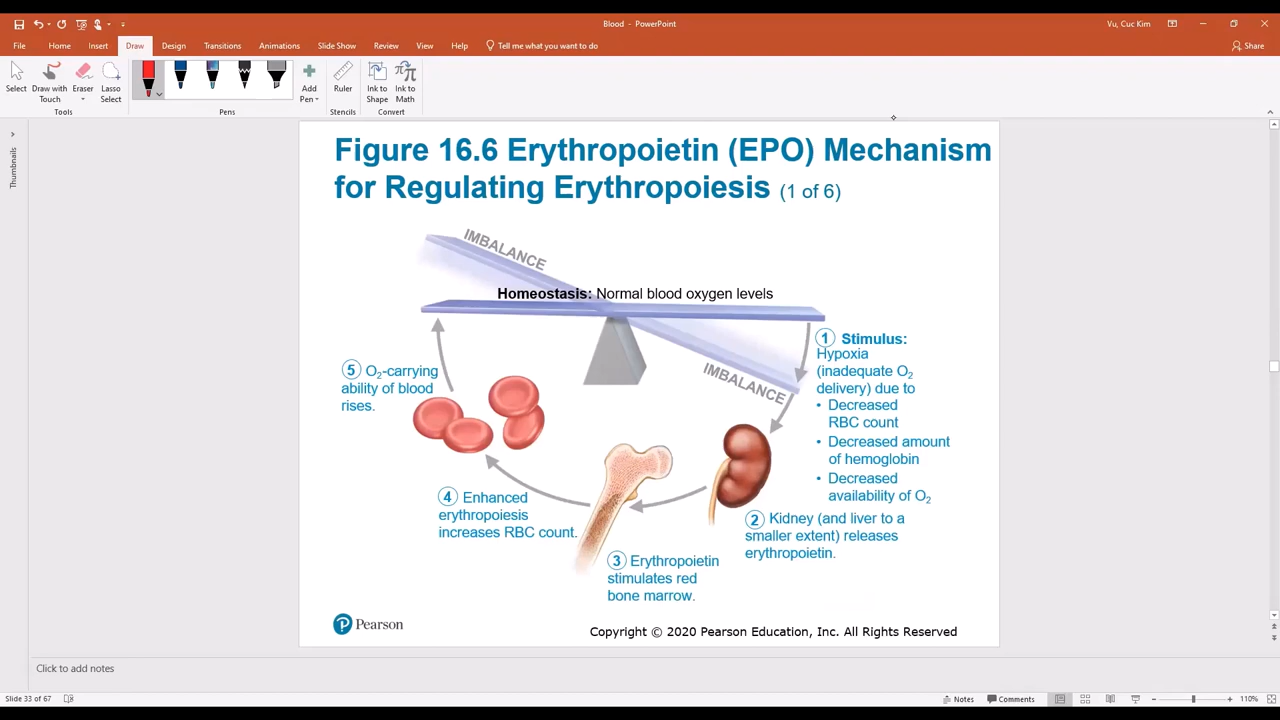 Blood - PowerPoint
Vu, Cuc Kim
File Home Insert Draw Design Transitions Animations Slide Show Review View Help Tell me what you want to do Share
Select
Draw with Touch
Eraser
Lasso Select
Add Pen
Ruler
Ink to Shape
Ink to Math
Tools Pens Stencils Convert
Thumbnails
Figure 16.6 Erythropoietin (EPO) Mechanism
for Regulating Erythropoiesis (1 of 6)
IMBALANCE
Homeostasis: Normal blood oxygen levels
IMBALANCE
1 Stimulus:
Hypoxia
(inadequate O₂
delivery) due to
• Decreased
RBC count
• Decreased amount
of hemoglobin
• Decreased
availability of O₂
2 Kidney (and liver to a
smaller extent) releases
erythropoietin.
3 Erythropoietin
stimulates red
bone marrow.
4 Enhanced
erythropoiesis
increases RBC count.
5 O₂-carrying
ability of blood
rises.
Pearson
Copyright © 2020 Pearson Education, Inc. All Rights Reserved
Click to add notes
Slide 33 of 67
Notes Comments 110%